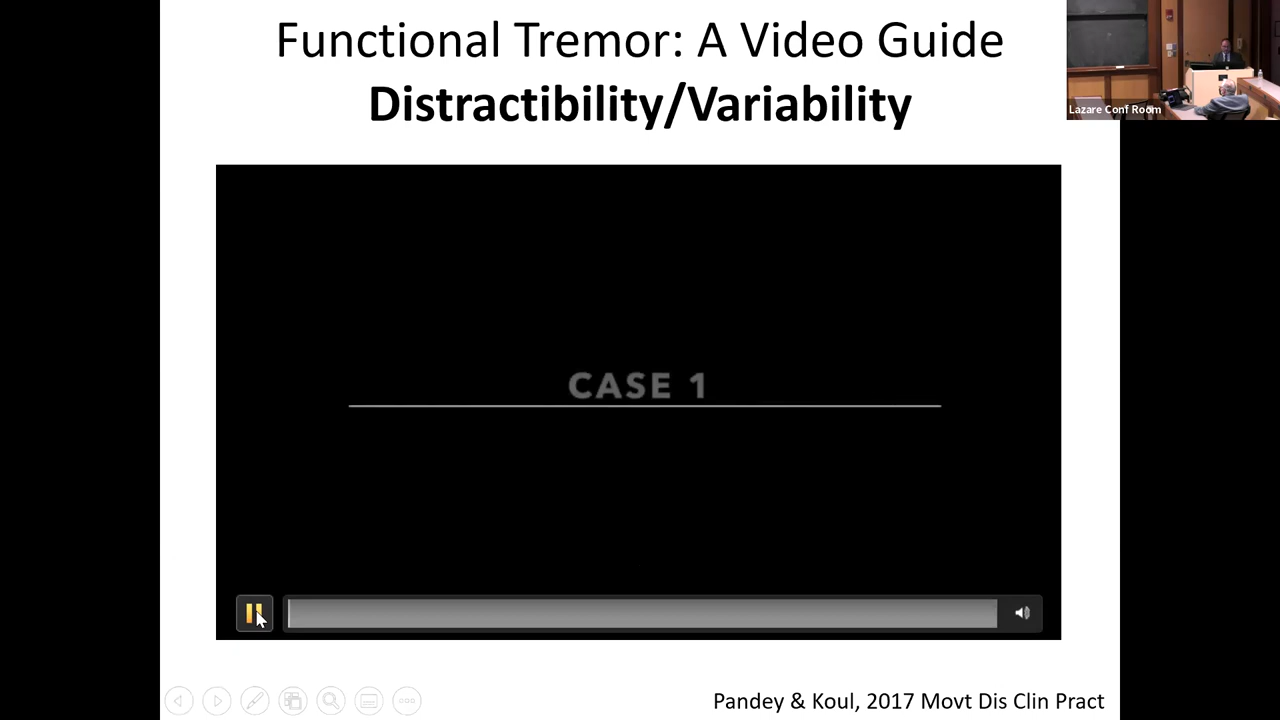 Functional Tremor: A Video Guide
Distractibility/Variability
Lazare Conf Room
CASE 1
Pandey & Koul, 2017 Movt Dis Clin Pract